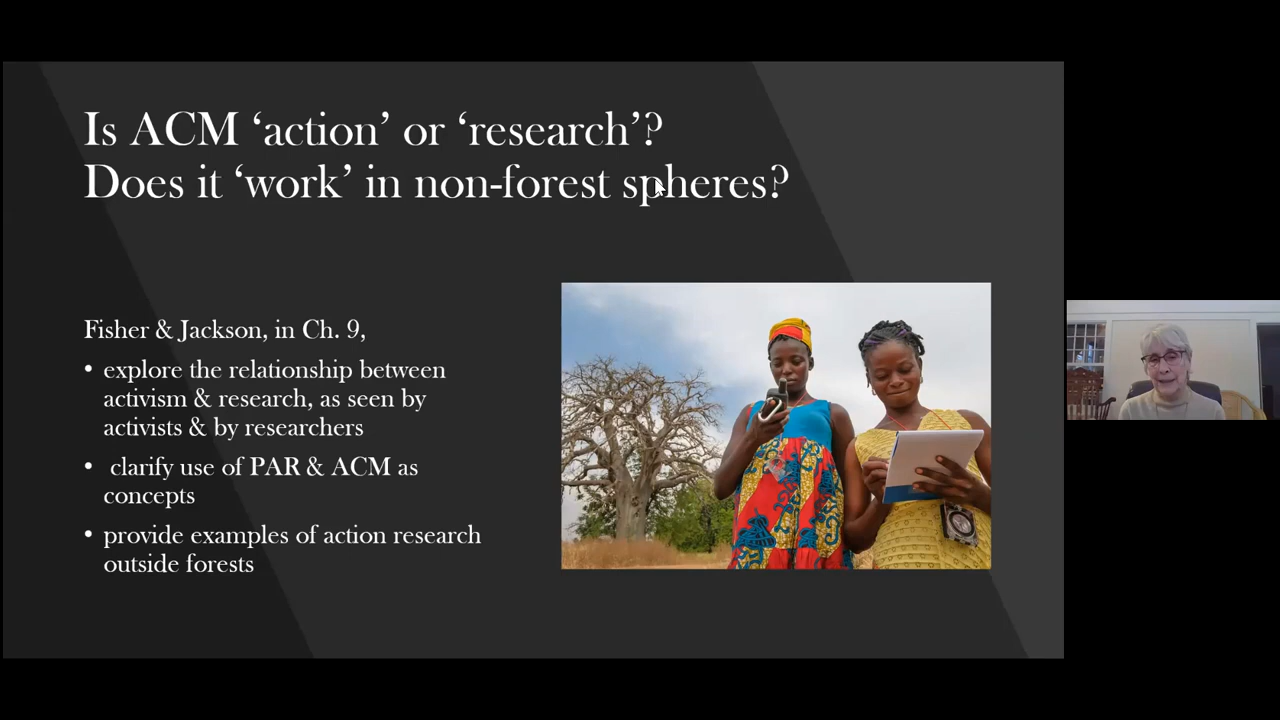 Is ACM ‘action’ or ‘research’?
Does it ‘work’ in non-forest spheres?
Fisher & Jackson, in Ch. 9,
• explore the relationship between
activism & research, as seen by
activists & by researchers
• clarify use of PAR & ACM as
concepts
• provide examples of action research
outside forests